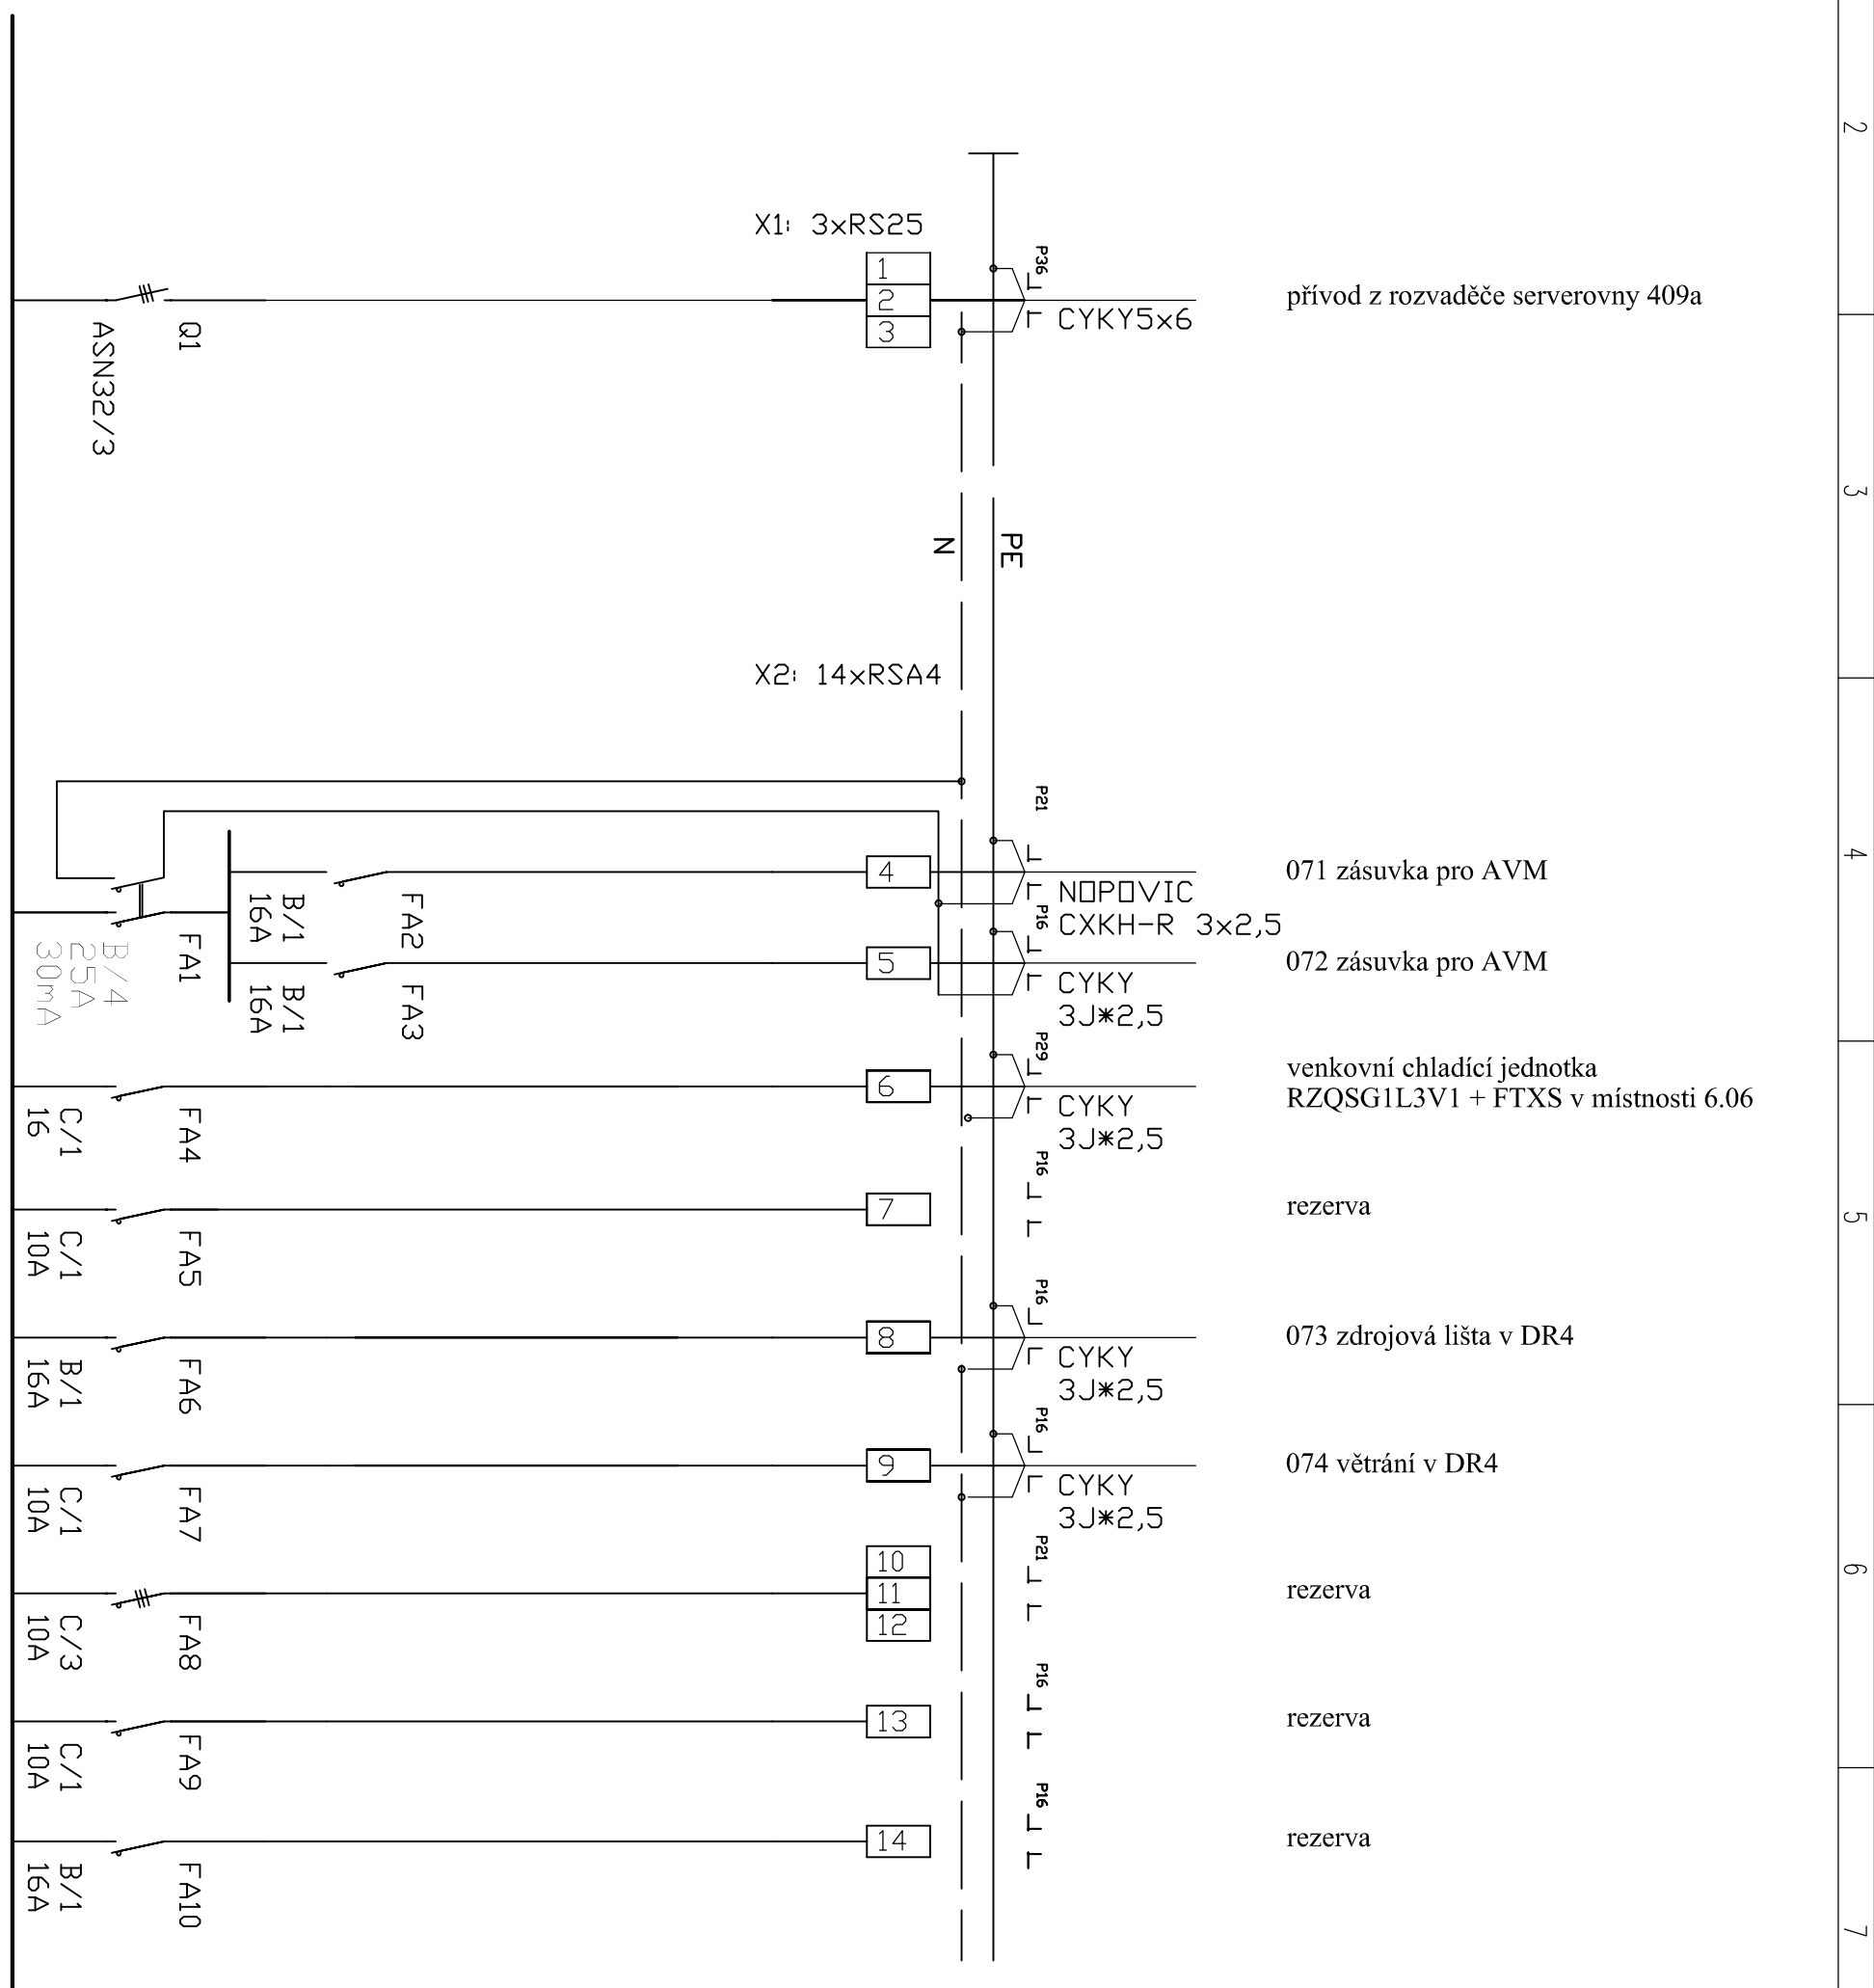 2
X1: 3xRS25
P36
1
2
3
přívod z rozvaděče serverovny 409a
CYKY5x6
Q1
ASN32/3
3
N
PE
X2: 14xRSA4
P21
4
4
071 zásuvka pro AVM
NOPOVIC
CXKH-R 3x2,5
FA2
B/1
16A
P16
FA1
B/4
25A
30mA
5
072 zásuvka pro AVM
CYKY
3J*2,5
FA3
B/1
16A
P29
6
venkovní chladící jednotka
RZQSG1L3V1 + FTXS v místnosti 6.06
CYKY
3J*2,5
FA4
C/1
16
P16
7
rezerva
5
FA5
C/1
10A
P16
8
073 zdrojová lišta v DR4
CYKY
3J*2,5
FA6
B/1
16A
P16
9
074 větrání v DR4
CYKY
3J*2,5
FA7
C/1
10A
P21
10
11
12
rezerva
6
FA8
C/3
10A
P16
13
rezerva
FA9
C/1
10A
P16
14
rezerva
FA10
B/1
16A
7